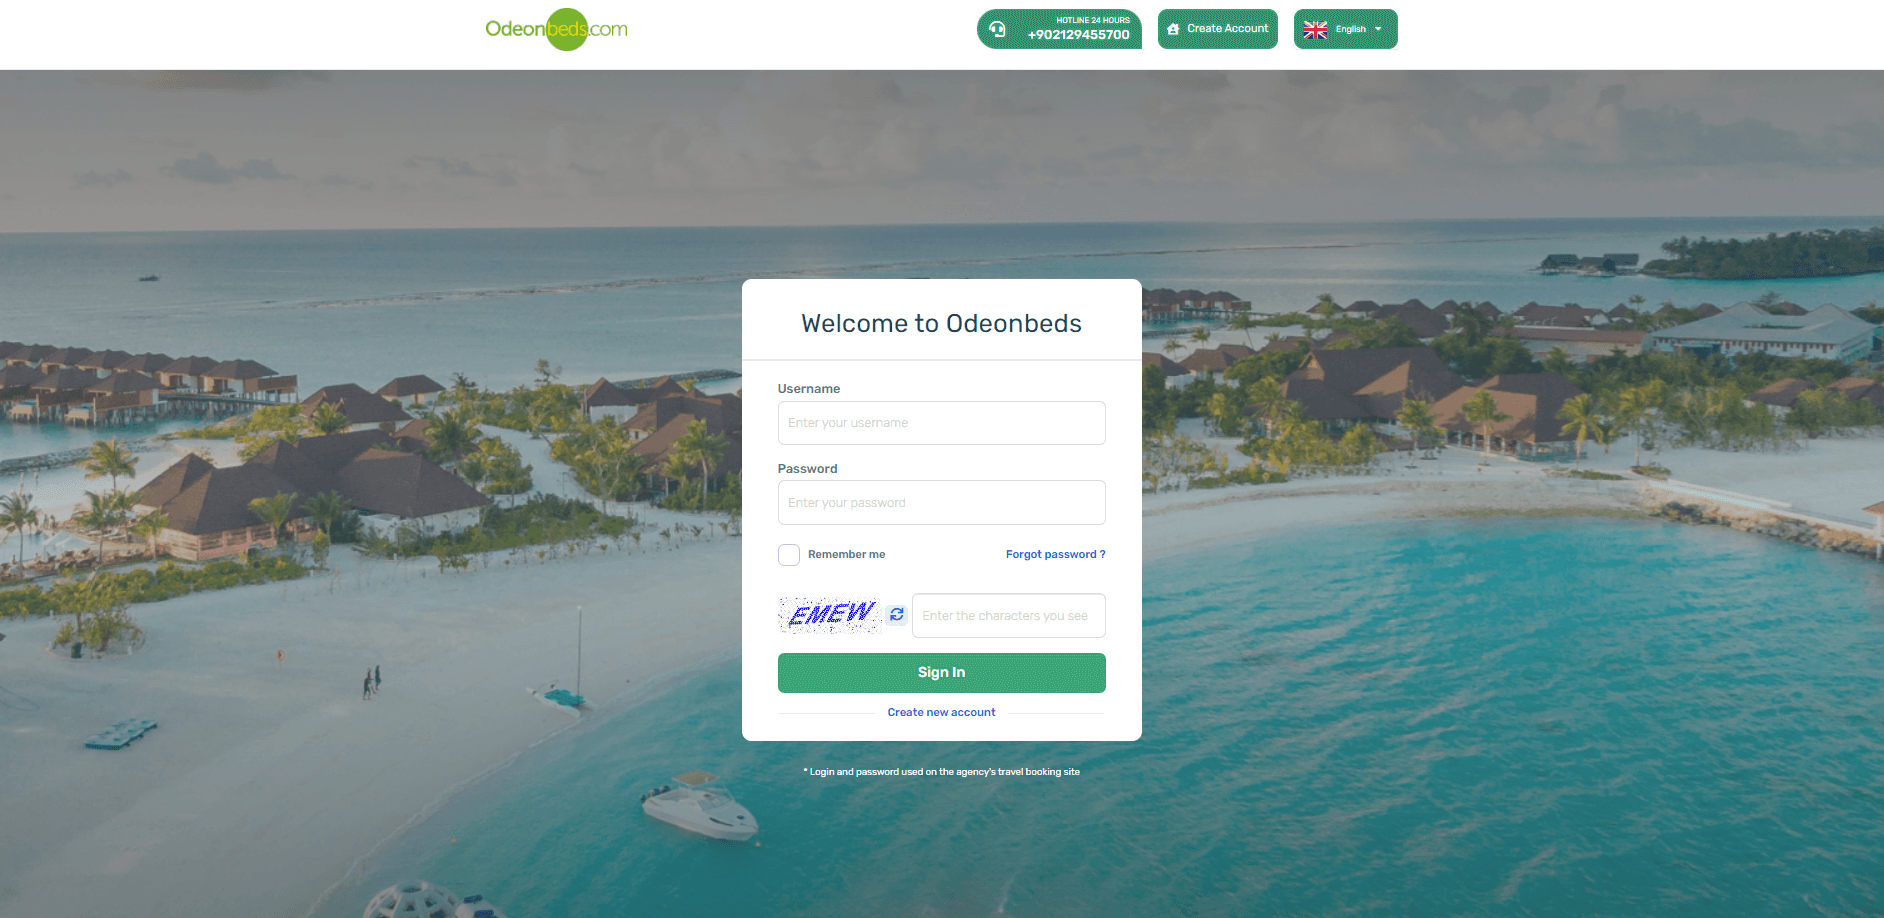 Odeonbeds.com
HOTLINE 24 HOURS
+902129455700
Create Account
English
Welcome to Odeonbeds
Username
Enter your username
Password
Enter your password
Remember me
Forgot password ?
EMEW
Enter the characters you see
Sign In
Create new account
* Login and password used on the agency's travel booking site